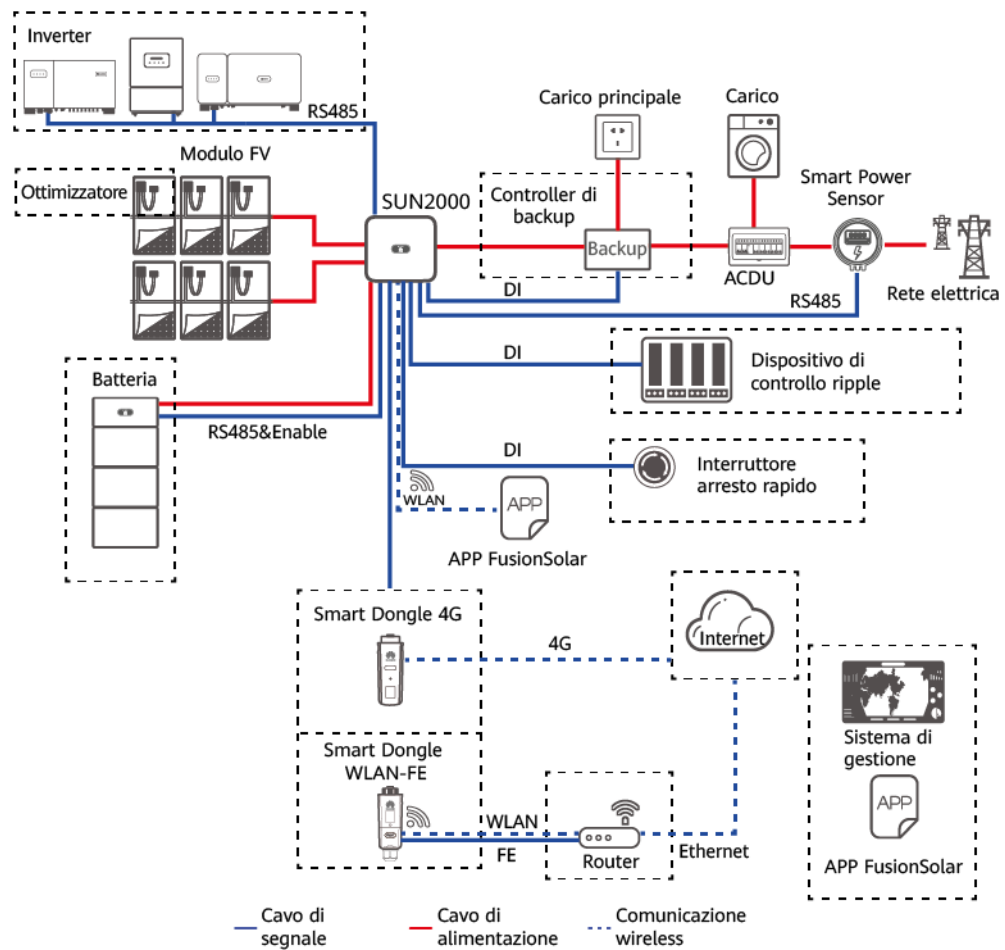 Inverter
RS485
Modulo FV
Ottimizzatore
SUN2000
Carico principale
Carico
Controller di
backup
Backup
Smart Power
Sensor
ACDU
Rete elettrica
DI
RS485
DI
Dispositivo di
controllo ripple
Batteria
RS485&Enable
DI
Interruttore
arresto rapido
WLAN
APP
APP FusionSolar
Smart Dongle 4G
4G
Internet
Smart Dongle
WLAN-FE
WLAN
FE
Router
Ethernet
Sistema di
gestione
APP
APP FusionSolar
Cavo di
segnale
Cavo di
alimentazione
Comunicazione
wireless